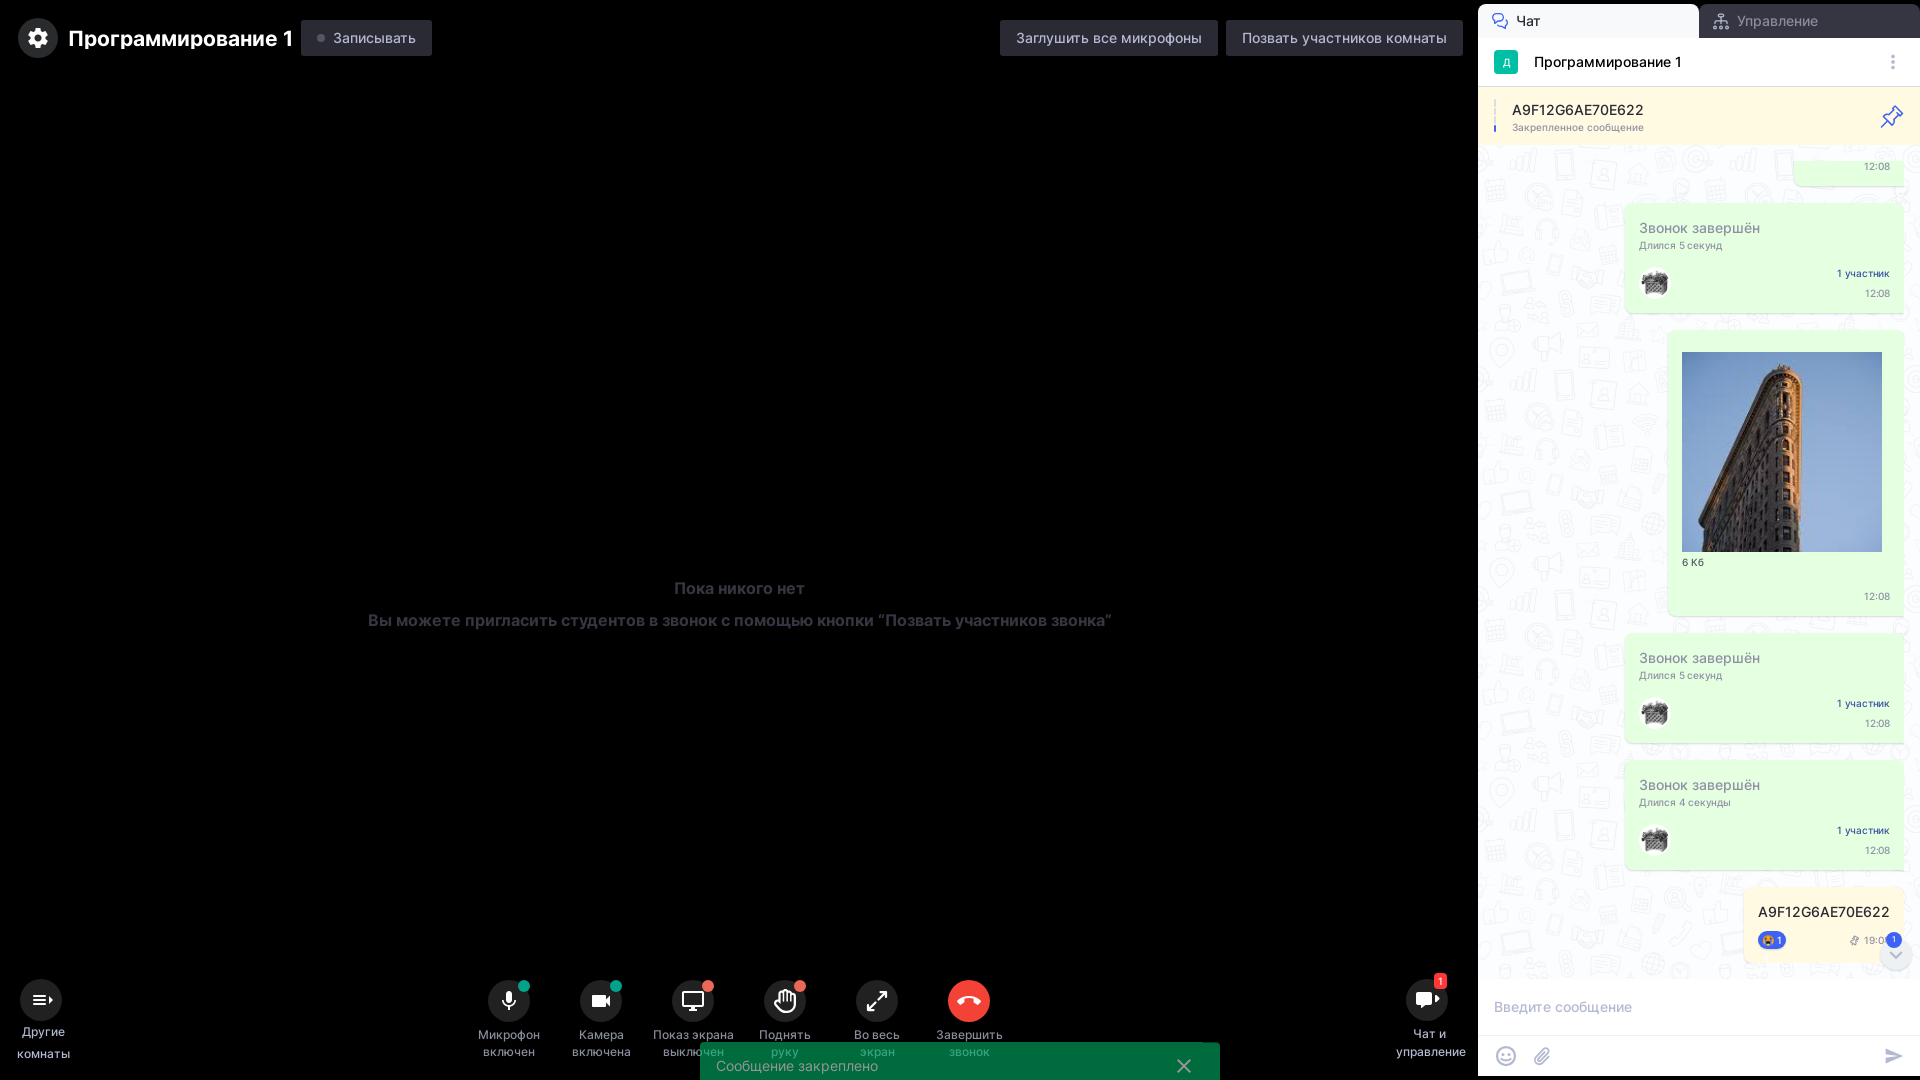 Программирование 1
Записывать
Заглушить все микрофоны
Позвать участников комнаты
Чат
Управление
Д
Программирование 1
A9F12G6AE70E622
Закрепленное сообщение
12:08
Звонок завершён
Длился 5 секунд
1 участник
12:08
6 Кб
12:08
Звонок завершён
Длился 5 секунд
1 участник
12:08
Звонок завершён
Длился 4 секунды
1 участник
12:08
A9F12G6AE70E622
1
1
Введите сообщение
Пока никого нет
Вы можете пригласить студентов в звонок с помощью кнопки “Позвать участников звонка”
Другие
комнаты
Микрофон
включен
Камера
включена
Показ экрана
выключен
Поднять
руку
Во весь
экран
Завершить
звонок
1
Чат и
управление
Сообщение закреплено